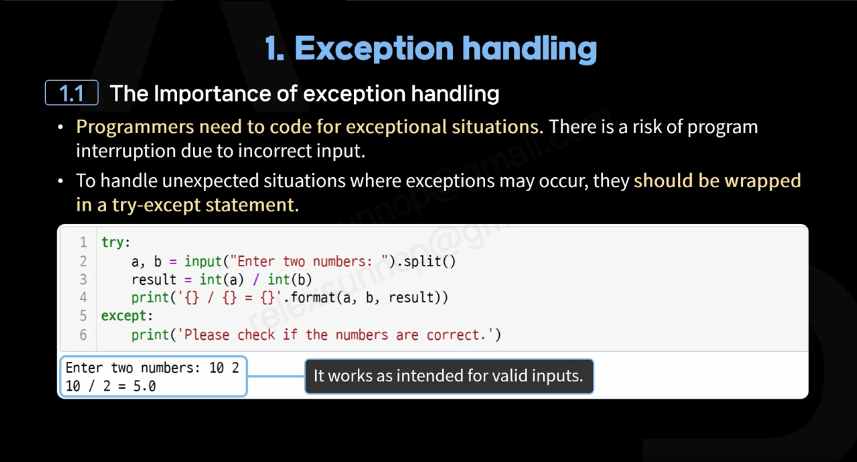 1. Exception handling
1.1 The Importance of exception handling
• Programmers need to code for exceptional situations. There is a risk of program
interruption due to incorrect input.
• To handle unexpected situations where exceptions may occur, they should be wrapped
in a try-except statement.
1 try:
2     a, b = input("Enter two numbers: ").split()
3     result = int(a) / int(b)
4     print('{} / {} = {}'.format(a, b, result))
5 except:
6     print('Please check if the numbers are correct.')
Enter two numbers: 10 2
10 / 2 = 5.0
It works as intended for valid inputs.
relexsunnop@gmail.com